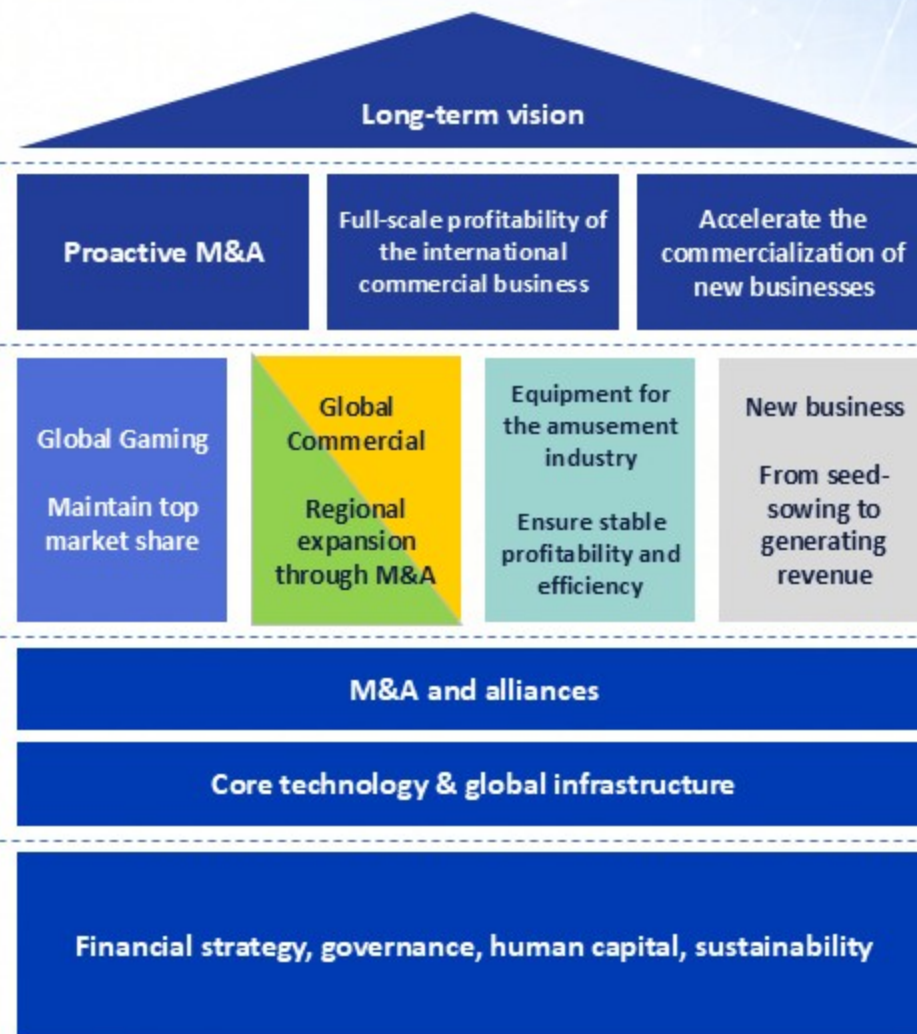 Long-term vision
Proactive M&A
Full-scale profitability of
the international
commercial business
Accelerate the
commercialization of
new businesses
Global Gaming
Maintain top
market share
Global
Commercial
Regional
expansion
through M&A
Equipment for
the amusement
industry
Ensure stable
profitability and
efficiency
New business
From seed-
sowing to
generating
revenue
M&A and alliances
Core technology & global infrastructure
Financial strategy, governance, human capital, sustainability